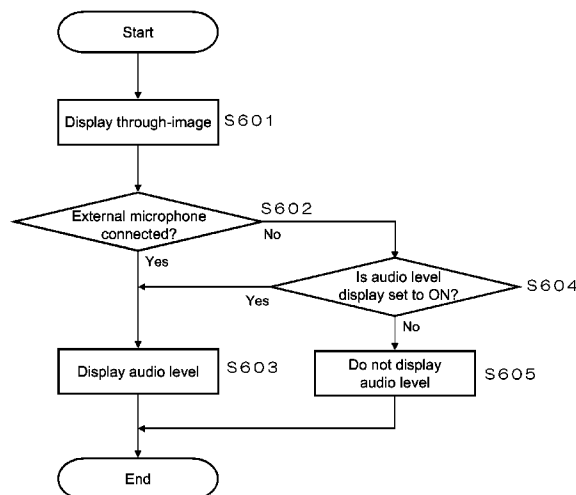 Start
Display through-image
S601
External microphone
connected?
S602
No
Yes
Is audio level
display set to ON?
S604
Yes
No
Display audio level
S603
Do not display
audio level
S605
End